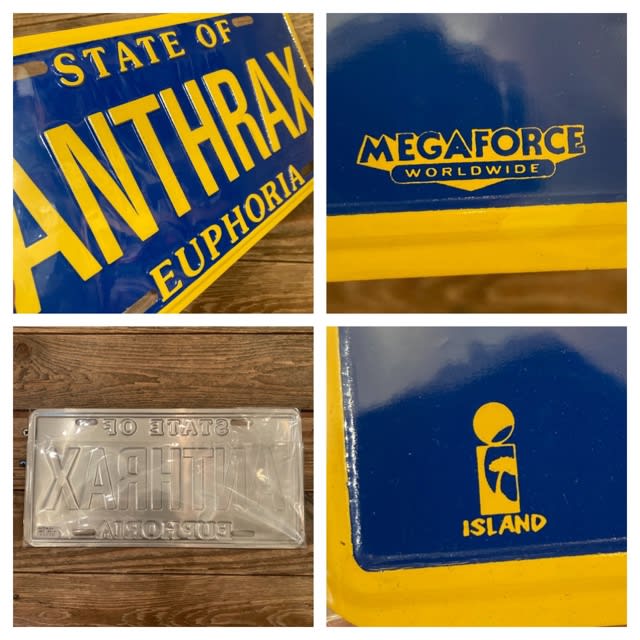 STATE OF
ANTHRAX
EUPHORIA
MEGAFORCE
WORLDWIDE
STATE OF
ANTHRAX
EUPHORIA
ISLAND